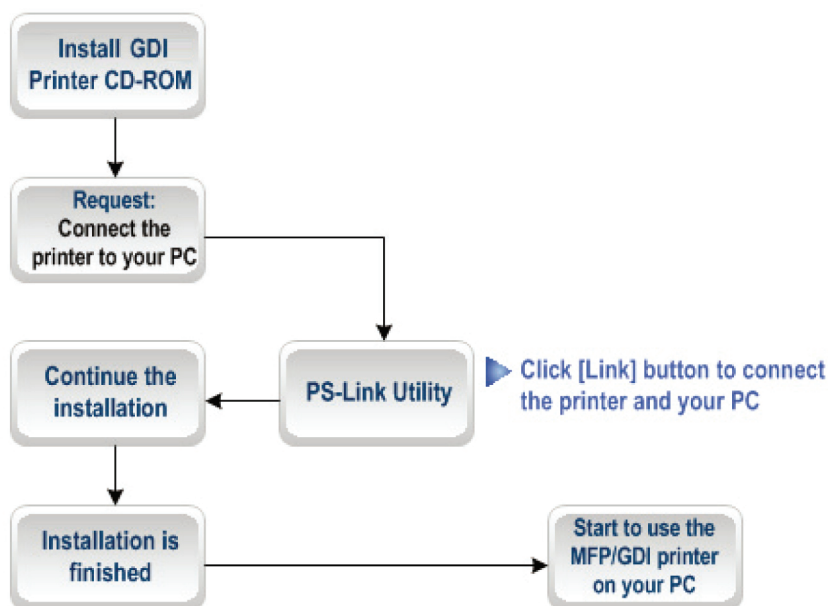 Install GDI
Printer CD-ROM
Request:
Connect the
printer to your PC
PS-Link Utility
Click [Link] button to connect
the printer and your PC
Continue the
installation
Installation is
finished
Start to use the
MFP/GDI printer
on your PC